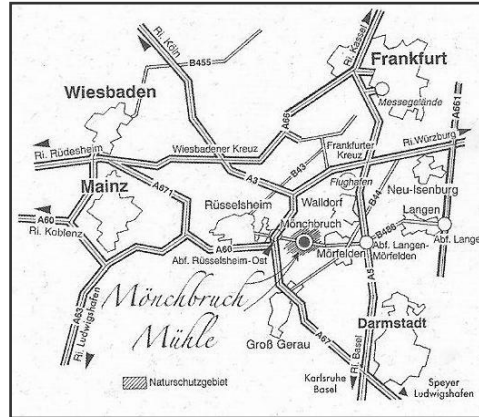 Ri. Köln
B455
Ri. Kassel
Frankfurt
Messegelände
Wiesbaden
A661
A66
Wiesbadener Kreuz
Frankfurter
Kreuz
Ri. Würzburg
Ri. Rüdesheim
B43
A3
Flughafen
B44
Mainz
A671
Neu-Isenburg
Rüsselsheim
Walldorf
Langen
A60
Mönchbruch
B486
Ri. Koblenz
A60
Mörfelden
Abf. Langen-
Mörfelden
Abf. Lange
Abf. Rüsselsheim-Ost
A5
Mönchbruch
Mühle
A63
Ri. Ludwigshafen
Groß Gerau
A67
Darmstadt
Ri. Basel
Naturschutzgebiet
Karlsruhe
Basel
Speyer
Ludwigshafen